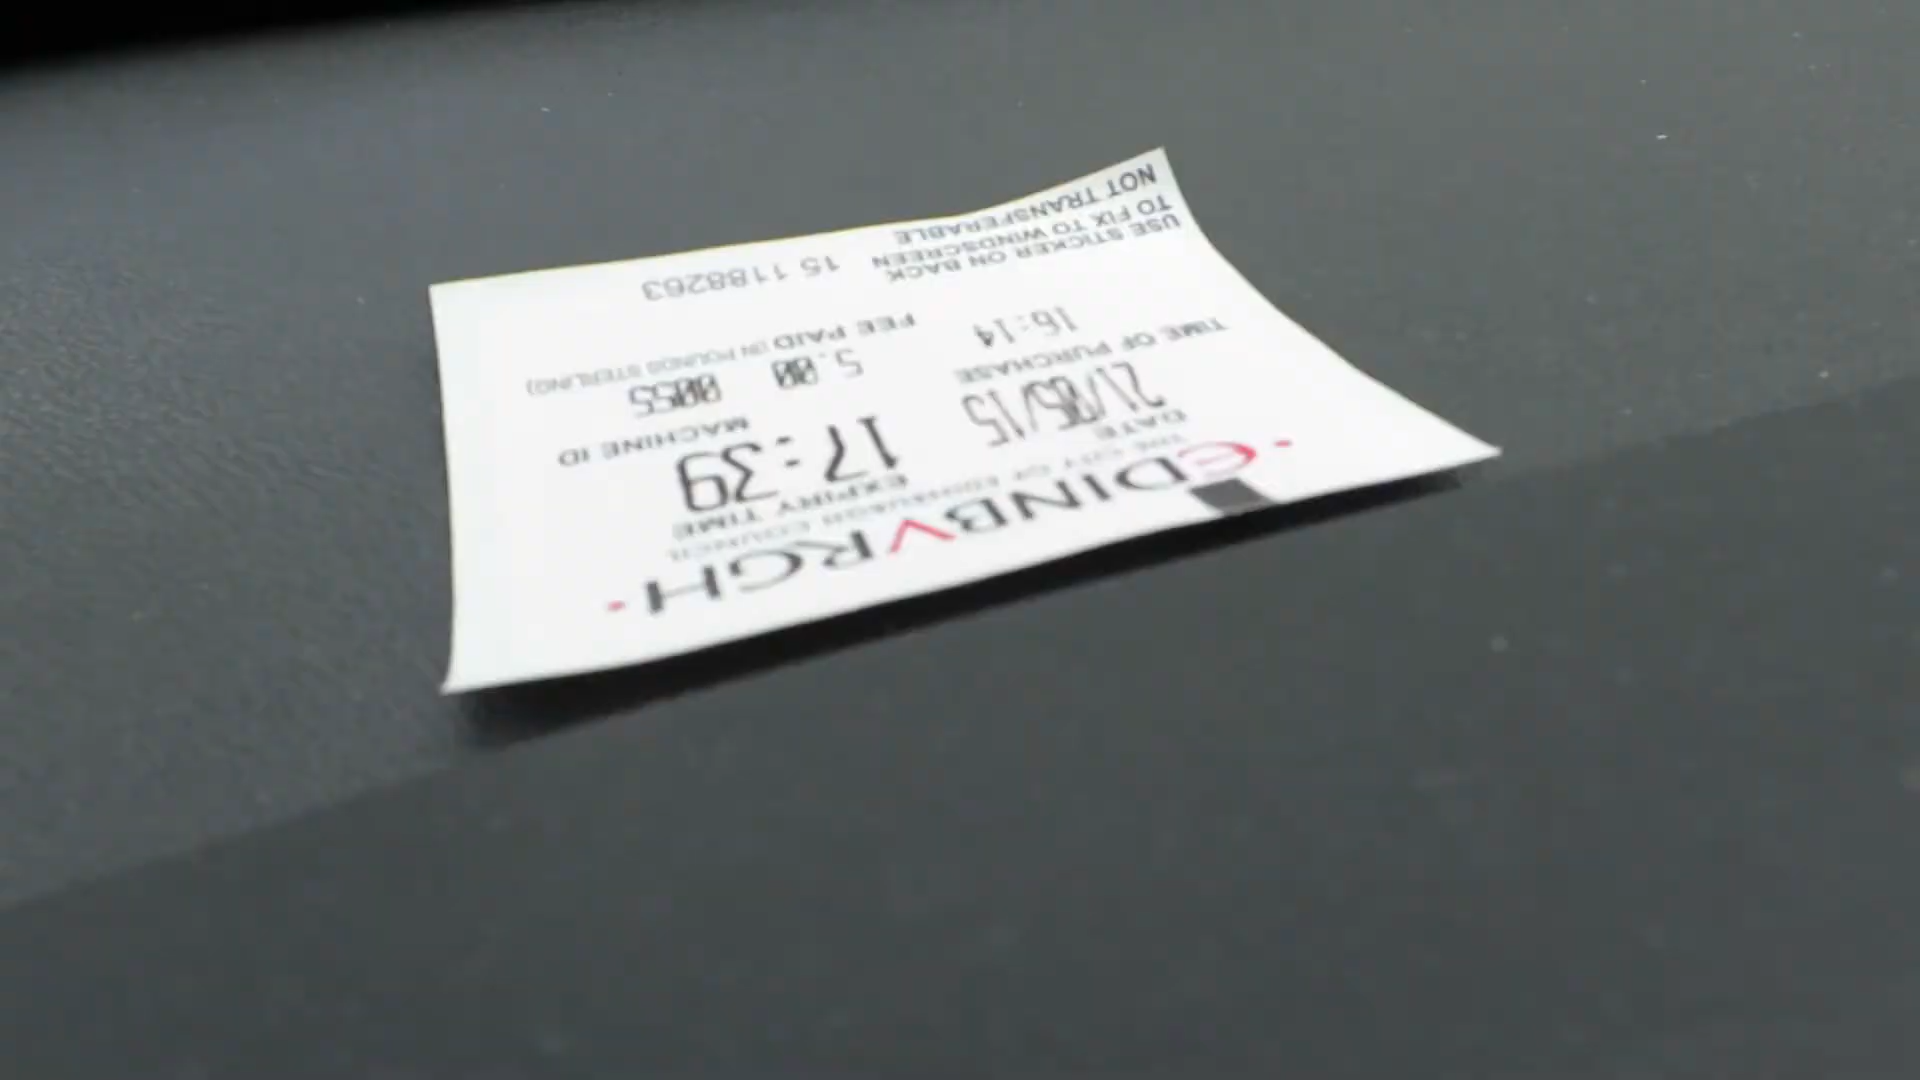 EDINBVRGH
THE CITY OF EDINBURGH COUNCIL
DATE
EXPIRY TIME
21/05/15
17:39
TIME OF PURCHASE
MACHINE ID
16:14
5.00
0055
FEE PAID (IN POUNDS STERLING)
USE STICKER ON BACK
TO FIX TO WINDSCREEN
NOT TRANSFERABLE
15 1188263